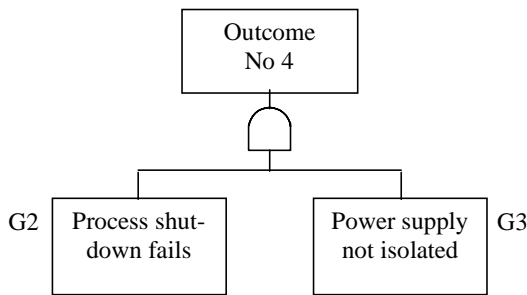 Outcome
No 4
G2
Process shut-
down fails
Power supply
not isolated
G3